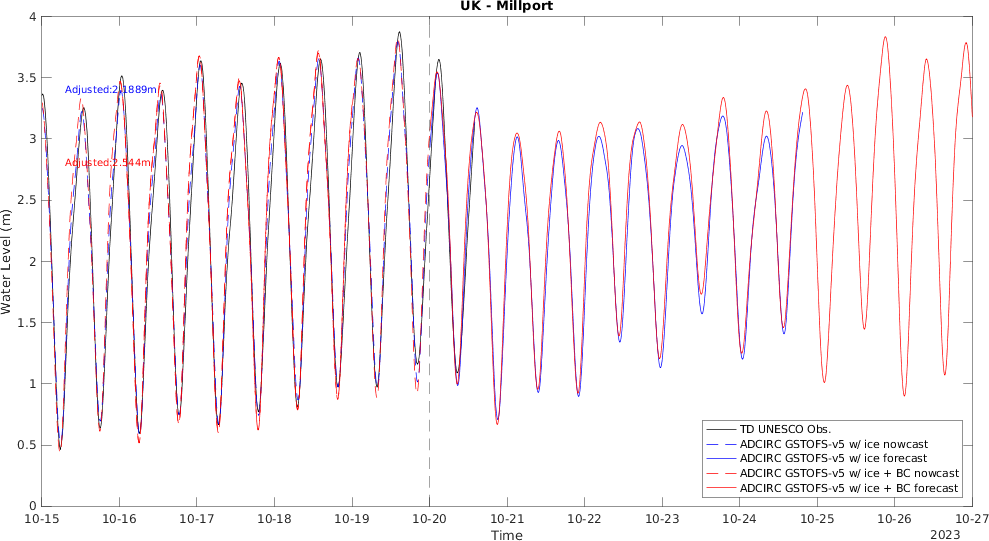 UK - Millport
4
3.5
3
2.5
2
1.5
1
0.5
0
Water Level (m)
Adjusted:2.1889m
Adjusted:2.544m
TD UNESCO Obs.
ADCIRC GSTOFS-v5 w/ ice nowcast
ADCIRC GSTOFS-v5 w/ ice forecast
ADCIRC GSTOFS-v5 w/ ice + BC nowcast
ADCIRC GSTOFS-v5 w/ ice + BC forecast
10-15 10-16 10-17 10-18 10-19 10-20 10-21 10-22 10-23 10-24 10-25 10-26 10-27
Time
2023